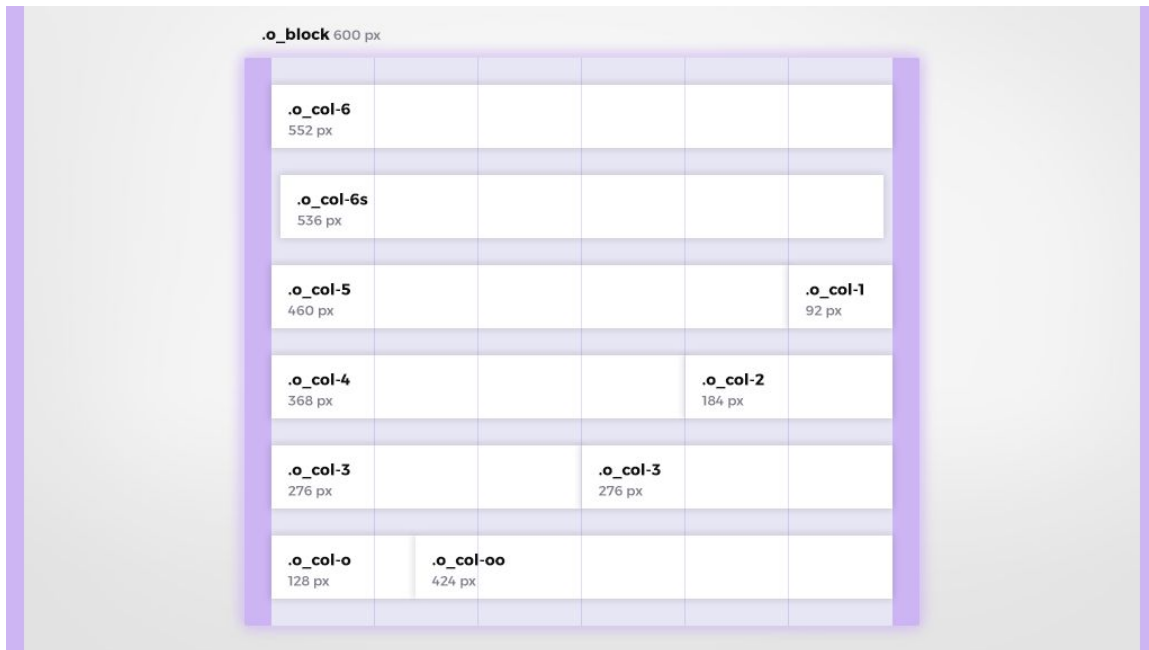 .o_block 600 px
.o_col-6
552 px
.o_col-6s
536 px
.o_col-5
460 px
.o_col-1
92 px
.o_col-4
368 px
.o_col-2
184 px
.o_col-3
276 px
.o_col-3
276 px
.o_col-o
128 px
.o_col-oo
424 px